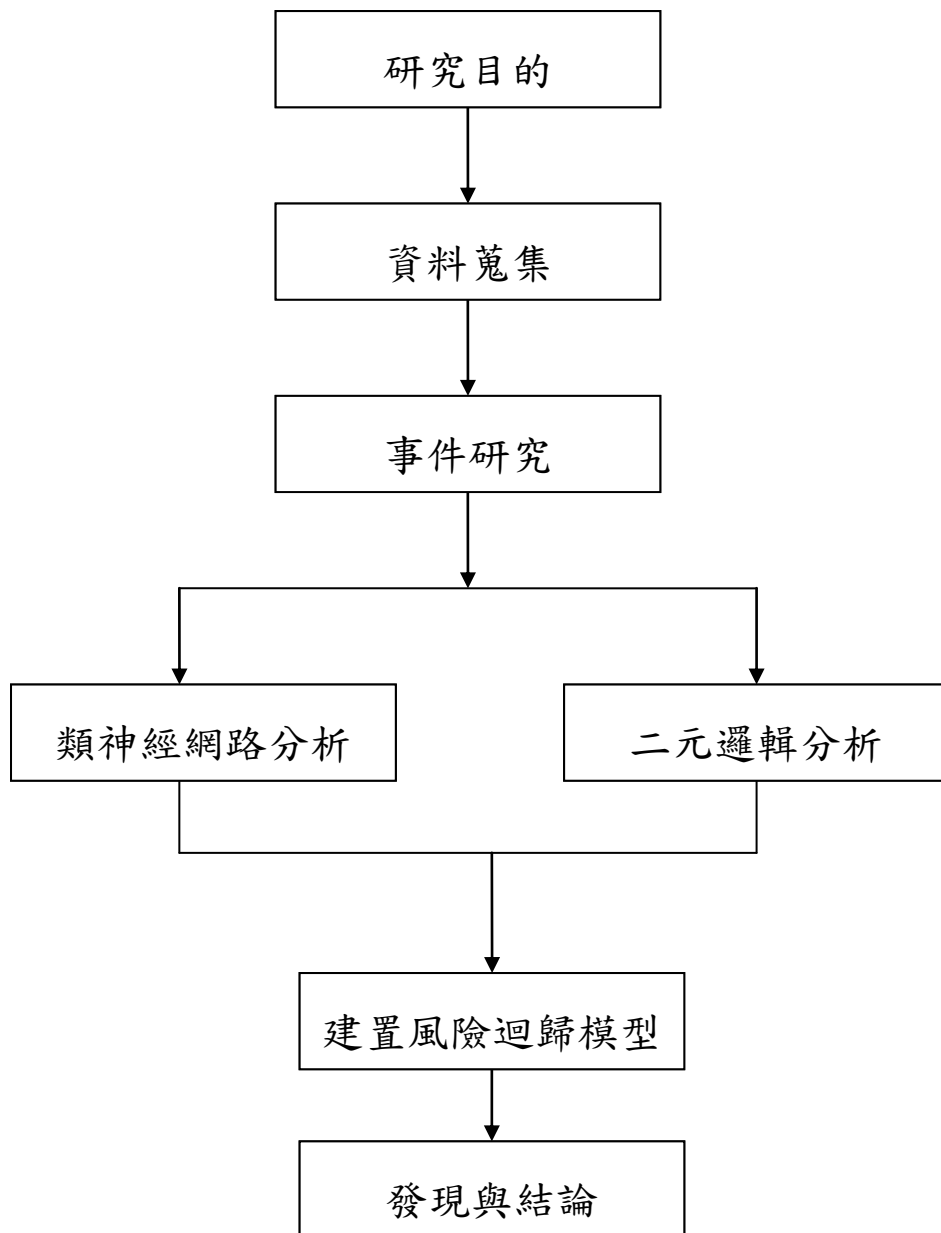 研究目的
資料蒐集
事件研究
類神經網路分析
二元邏輯分析
建置風險迴歸模型
發現與結論